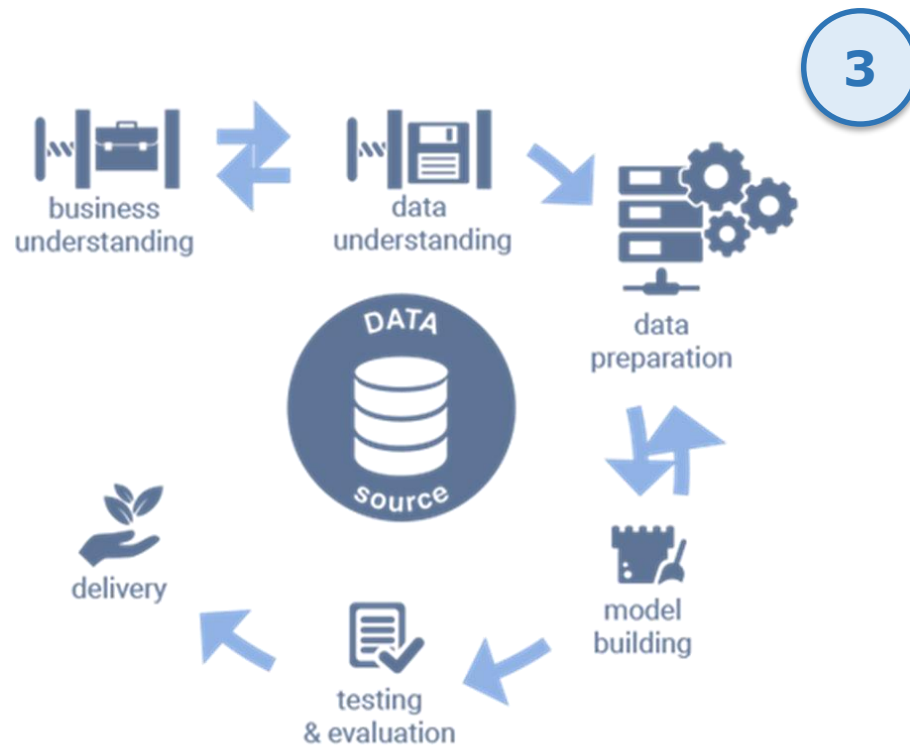 3
business
understanding
data
understanding
data
preparation
DATA
source
model
building
delivery
testing
& evaluation